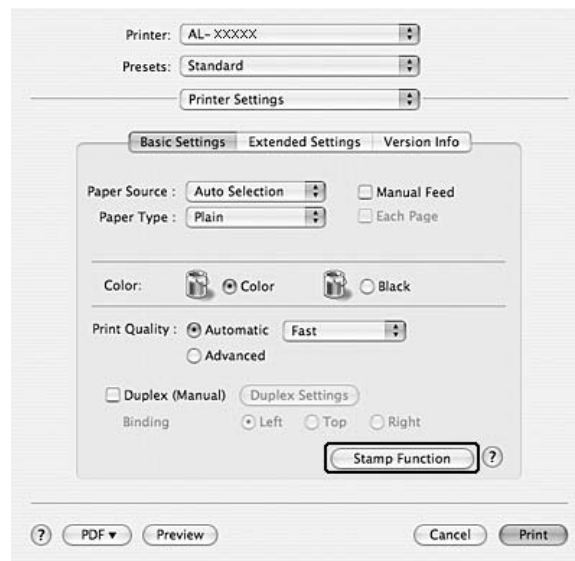 Printer: AL- XXXXX
Presets: Standard
Printer Settings
Basic Settings Extended Settings Version Info
Paper Source : Auto Selection Manual Feed
Paper Type : Plain Each Page
Color: Color Black
Print Quality : Automatic Fast
Advanced
Duplex (Manual) Duplex Settings
Binding Left Top Right
Stamp Function ?
? PDF ▾ Preview Cancel Print